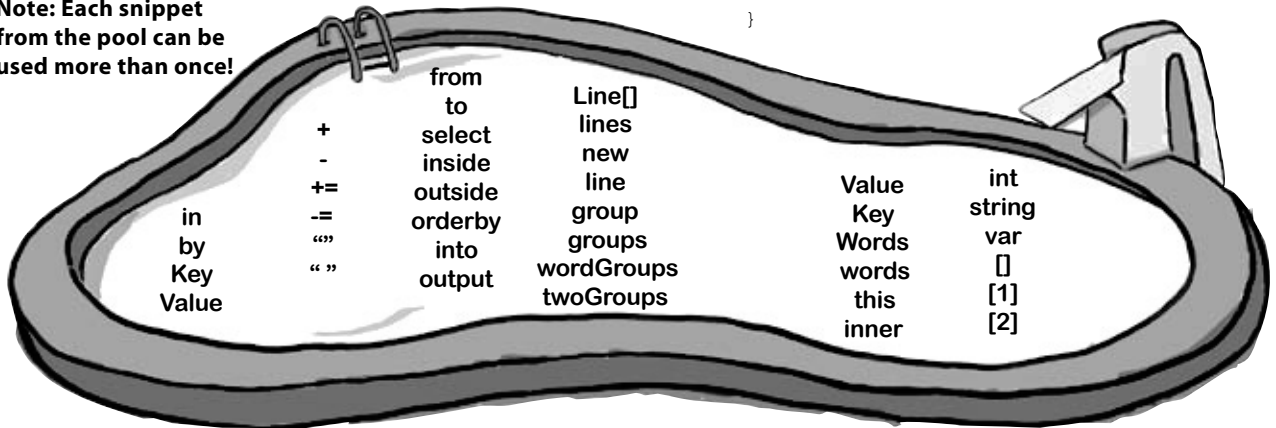 Note: Each snippet
from the pool can be
used more than once!
}
in
by
Key
Value
+
-
+=
-=
“”
“ ”
from
to
select
inside
outside
orderby
into
output
Line[]
lines
new
line
group
groups
wordGroups
twoGroups
Value
Key
Words
words
this
inner
int
string
var
[]
[1]
[2]